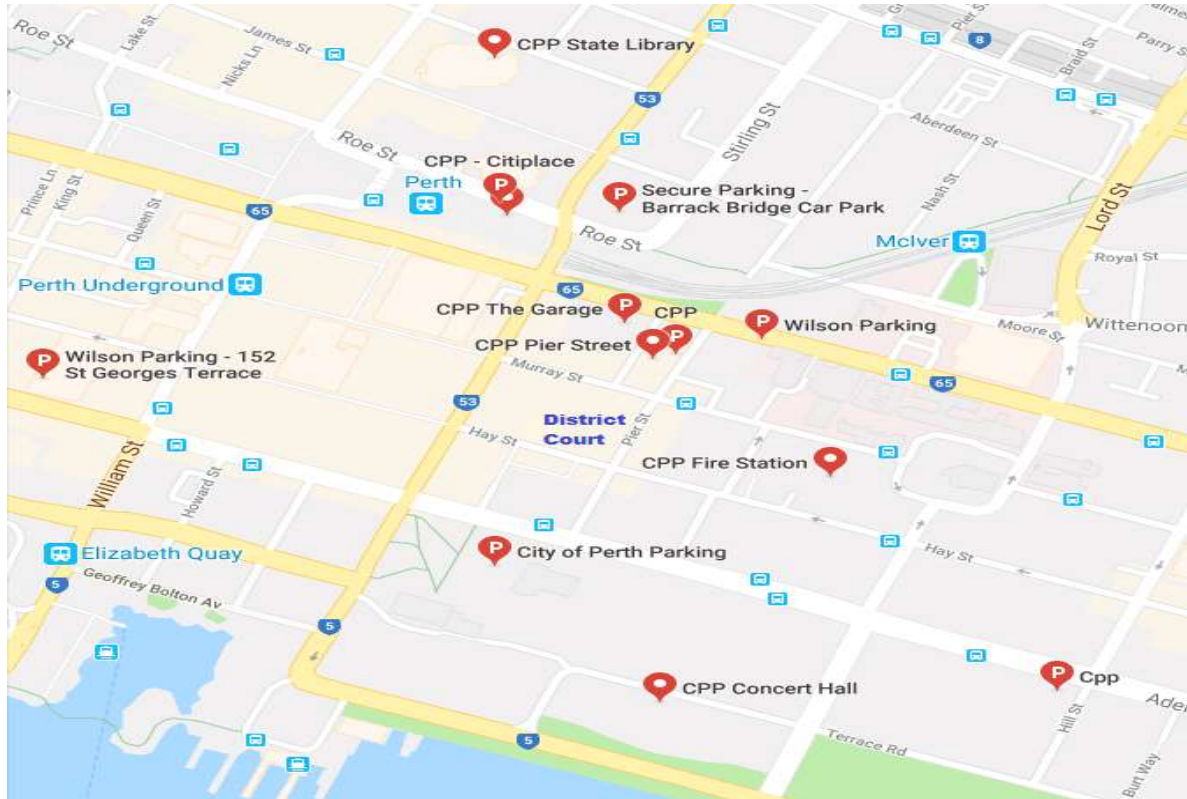 Roe St
Lake St
Nicks Ln
James St
CPP State Library
Pier St
8
Braid St
Parry St
53
Stirling St
Aberdeen St
Roe St
CPP - Citiplace
Perth
Secure Parking -
Barrack Bridge Car Park
Nash St
Lord St
Prince Ln
King St
Queen St
65
Roe St
McIver
Royal St
Perth Underground
65
CPP The Garage
CPP
Wilson Parking
Moore St
Wittenoon
CPP Pier Street
Wilson Parking - 152
St Georges Terrace
Murray St
65
53
District
Court
Hay St
Pier St
CPP Fire Station
William St
Howard St
Elizabeth Quay
City of Perth Parking
Hay St
5
Geoffrey Bolton Av
5
CPP Concert Hall
Cpp
Hill St
5
Terrace Rd
Burt Way